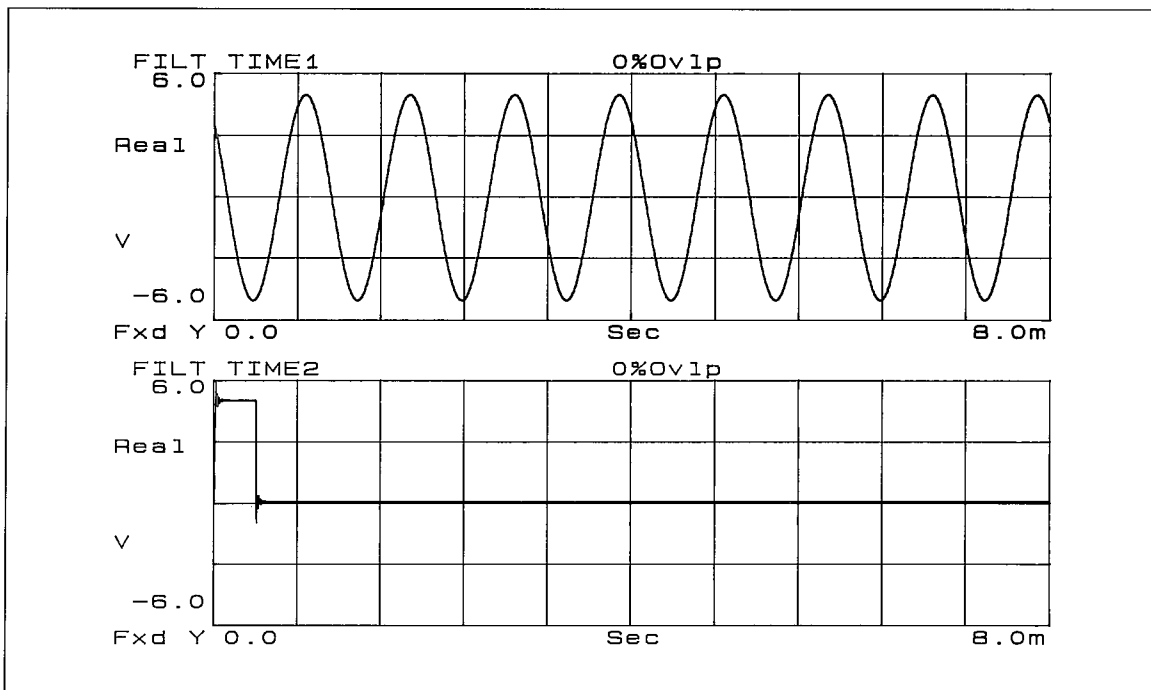 FILT TIME1 0%Ovlp
6.0
Real
V
-6.0
Fxd Y 0.0 Sec 8.0m
FILT TIME2 0%Ovlp
6.0
Real
V
-6.0
Fxd Y 0.0 Sec 8.0m